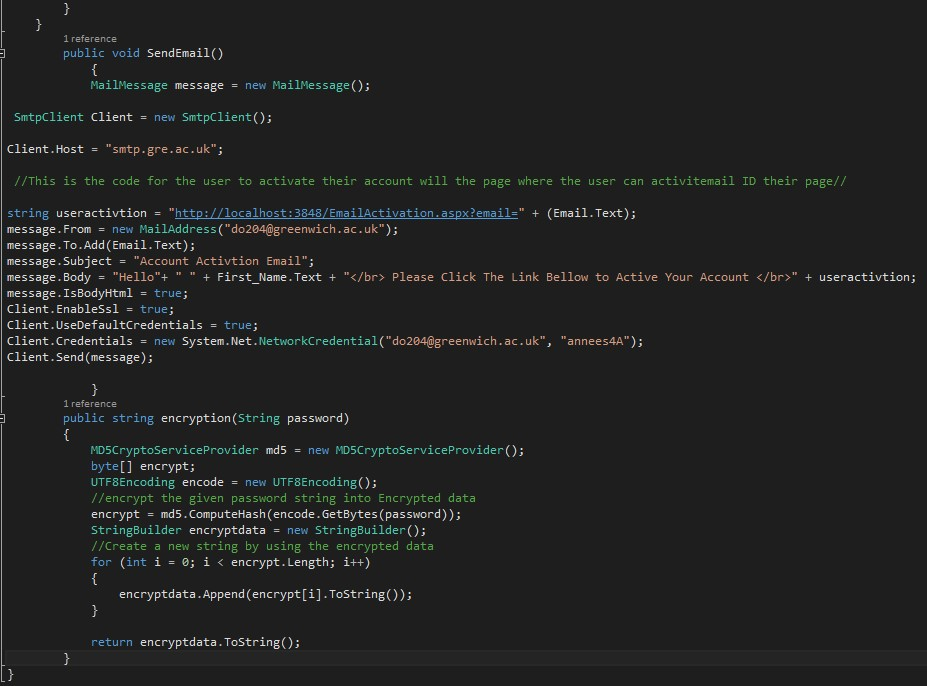 }
}
1 reference
public void SendEmail()
{
MailMessage message = new MailMessage();
SmtpClient Client = new SmtpClient();
Client.Host = "smtp.gre.ac.uk";
//This is the code for the user to activate their account will the page where the user can activitemail ID their page//
string useractivtion = "http://localhost:3848/EmailActivation.aspx?email=" + (Email.Text);
message.From = new MailAddress("do204@greenwich.ac.uk");
message.To.Add(Email.Text);
message.Subject = "Account Activtion Email";
message.Body = "Hello"+ " " + First_Name.Text + "</br> Please Click The Link Bellow to Active Your Account </br>" + useractivtion;
message.IsBodyHtml = true;
Client.EnableSsl = true;
Client.UseDefaultCredentials = true;
Client.Credentials = new System.Net.NetworkCredential("do204@greenwich.ac.uk", "annees4A");
Client.Send(message);
}
1 reference
public string encryption(String password)
{
MD5CryptoServiceProvider md5 = new MD5CryptoServiceProvider();
byte[] encrypt;
UTF8Encoding encode = new UTF8Encoding();
//encrypt the given password string into Encrypted data
encrypt = md5.ComputeHash(encode.GetBytes(password));
StringBuilder encryptdata = new StringBuilder();
//Create a new string by using the encrypted data
for (int i = 0; i < encrypt.Length; i++)
{
encryptdata.Append(encrypt[i].ToString());
}
return encryptdata.ToString();
}
}